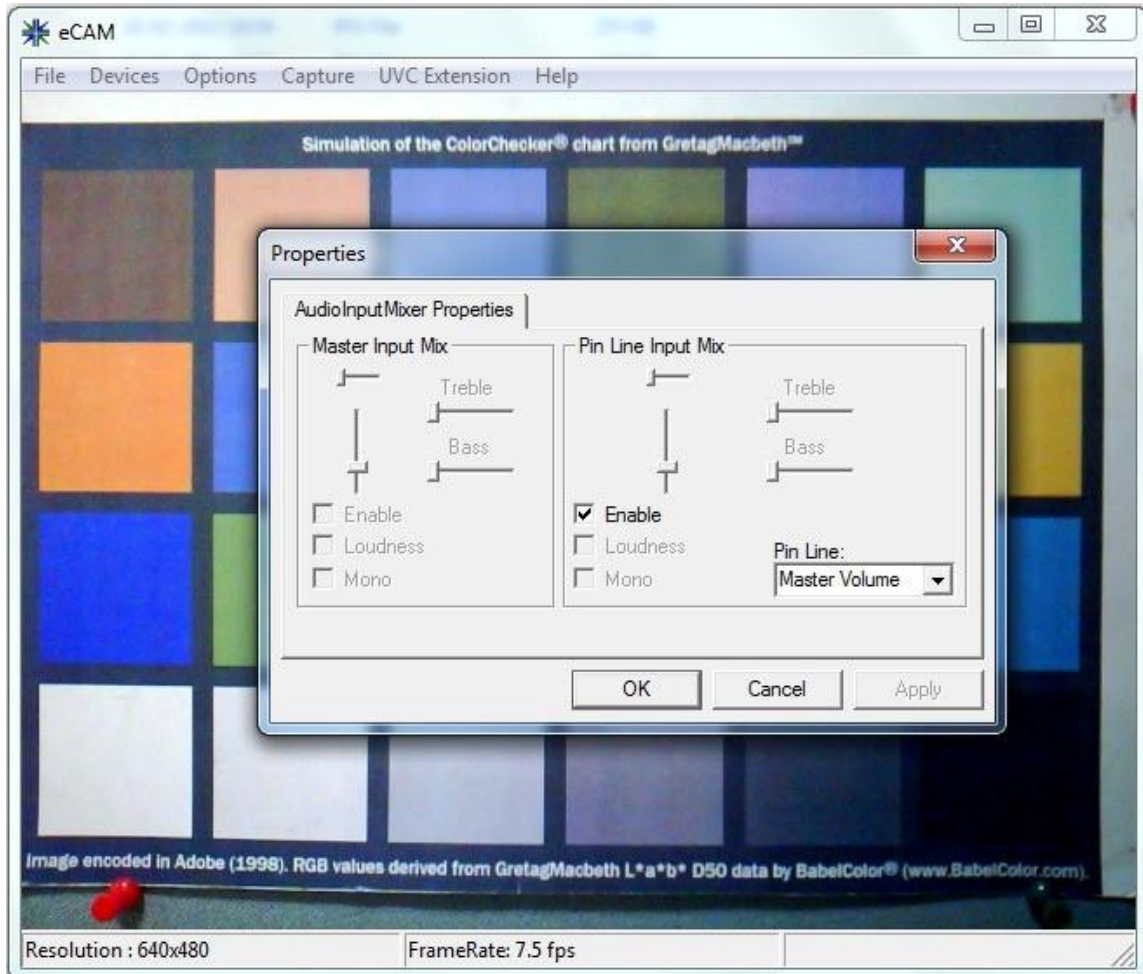 eCAM
File Devices Options Capture UVC Extension Help
Simulation of the ColorChecker® chart from GretagMacbeth™
Properties
AudioInputMixer Properties
Master Input Mix
Treble
Bass
Enable
Loudness
Mono
Pin Line Input Mix
Treble
Bass
Enable
Loudness
Mono
Pin Line:
Master Volume
OK Cancel Apply
Image encoded in Adobe (1998). RGB values derived from GretagMacbeth L*a*b* D50 data by BabelColor® (www.BabelColor.com).
Resolution : 640x480 FrameRate: 7.5 fps